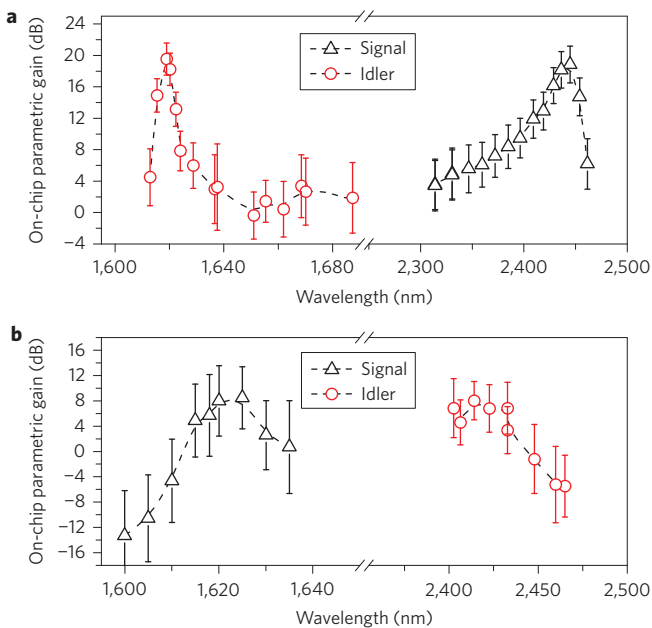 a
On-chip parametric gain (dB)
24
20
16
12
8
4
0
−4
Signal
Idler
1,600
1,640
1,680
2,300
2,400
2,500
Wavelength (nm)
b
On-chip parametric gain (dB)
16
12
8
4
0
−4
−8
−12
−16
Signal
Idler
1,600
1,620
1,640
2,400
2,450
2,500
Wavelength (nm)